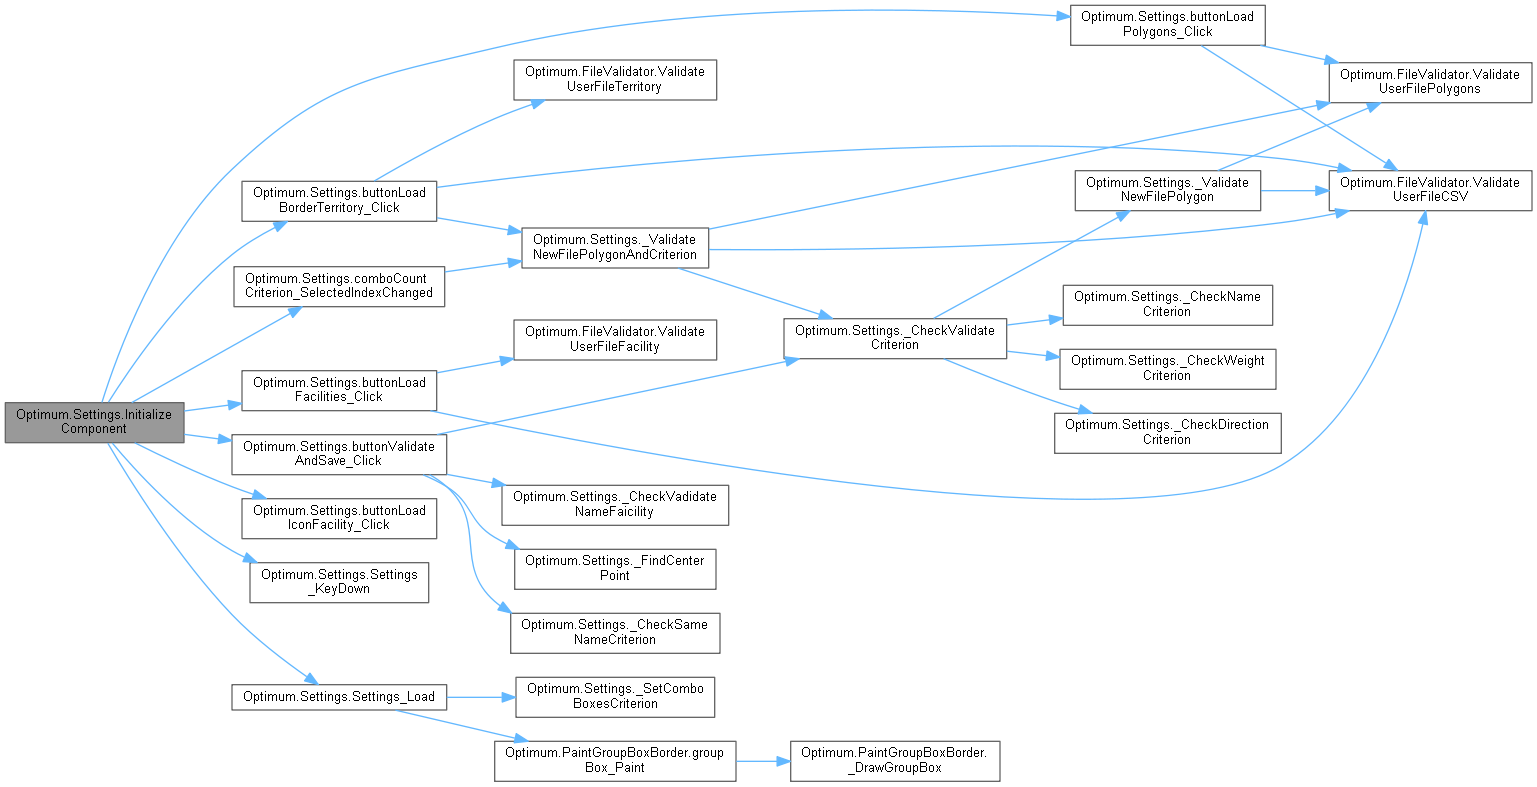 Optimum.Settings.buttonLoad
Polygons_Click
Optimum.FileValidator.Validate
UserFileTerritory
Optimum.FileValidator.Validate
UserFilePolygons
Optimum.Settings.buttonLoad
BorderTerritory_Click
Optimum.Settings._Validate
NewFilePolygon
Optimum.FileValidator.Validate
UserFileCSV
Optimum.Settings._Validate
NewFilePolygonAndCriterion
Optimum.Settings.comboCount
Criterion_SelectedIndexChanged
Optimum.Settings._CheckName
Criterion
Optimum.FileValidator.Validate
UserFileFacility
Optimum.Settings._CheckValidate
Criterion
Optimum.Settings._CheckWeight
Criterion
Optimum.Settings.buttonLoad
Facilities_Click
Optimum.Settings.Initialize
Component
Optimum.Settings._CheckDirection
Criterion
Optimum.Settings.buttonValidate
AndSave_Click
Optimum.Settings._CheckVadidate
NameFaicility
Optimum.Settings.buttonLoad
IconFacility_Click
Optimum.Settings._FindCenter
Point
Optimum.Settings.Settings
_KeyDown
Optimum.Settings._CheckSame
NameCriterion
Optimum.Settings.Settings_Load
Optimum.Settings._SetCombo
BoxesCriterion
Optimum.PaintGroupBoxBorder.group
Box_Paint
Optimum.PaintGroupBoxBorder.
_DrawGroupBox